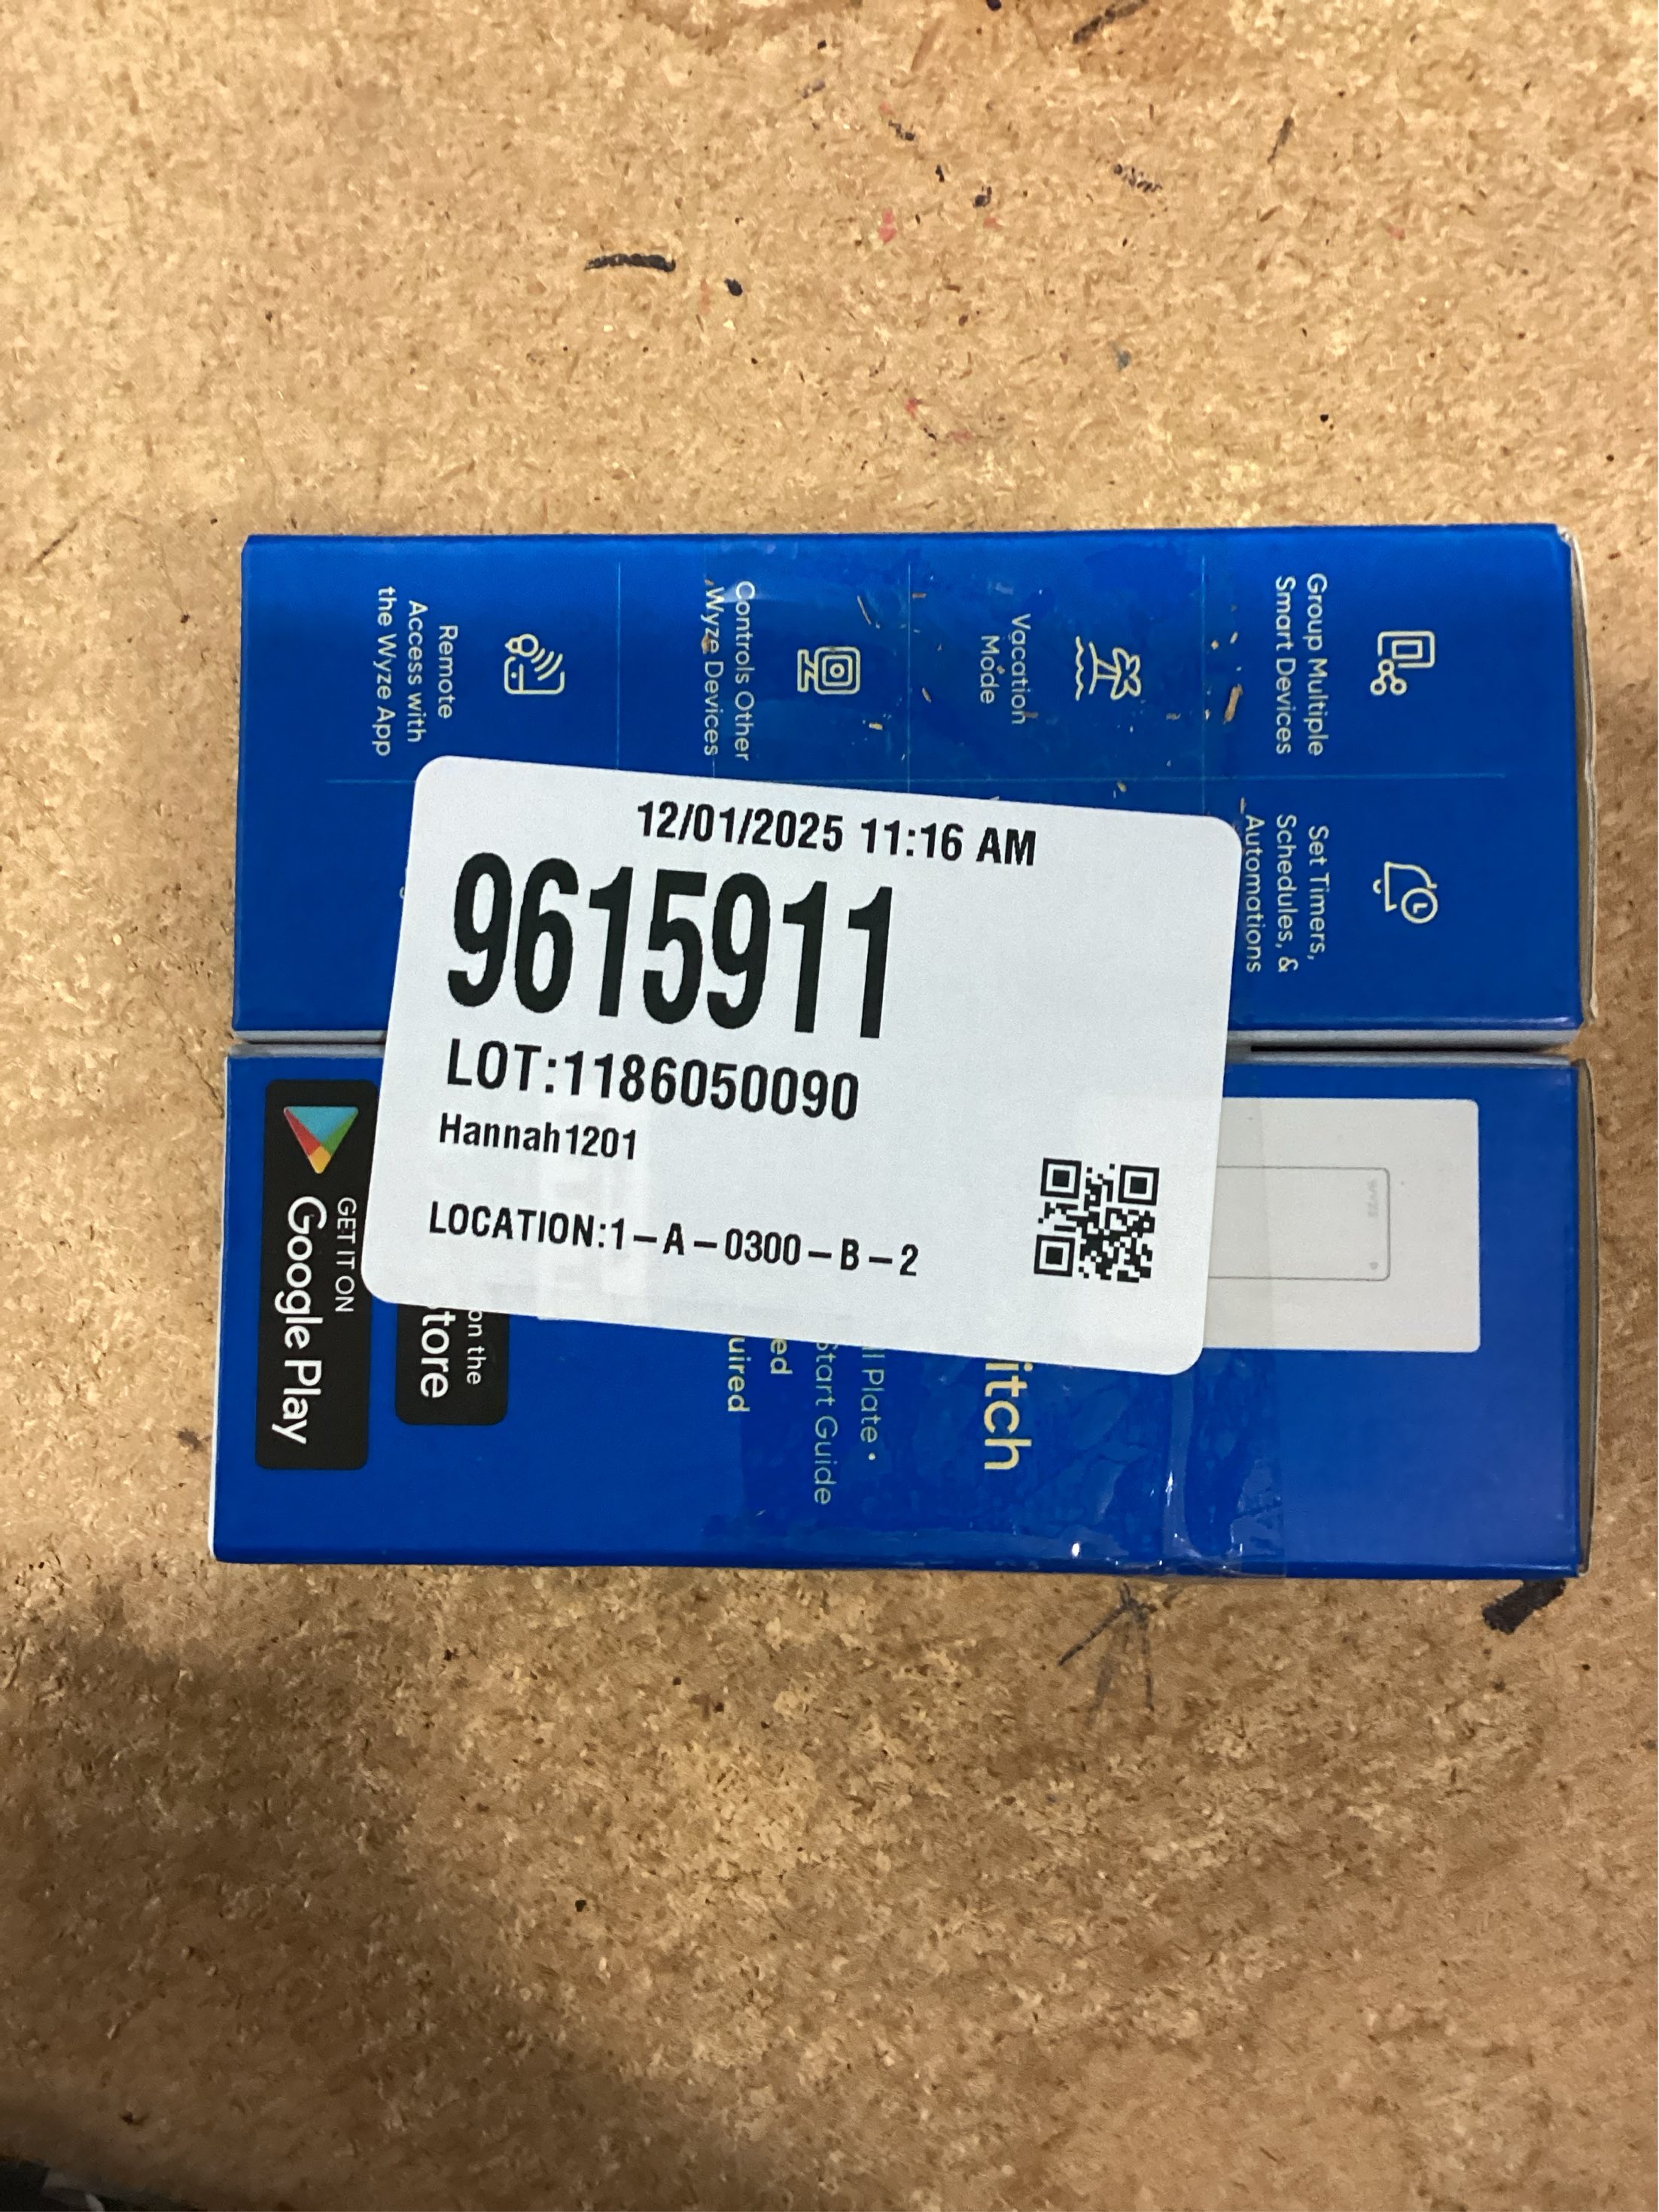 12/01/2025 11:16 AM
9615911
LOT:1186050090
Hannah1201
LOCATION:1-A-0300-B-2
Group Multiple
Smart Devices
Vacation
Mode
Controls Other
Wyze Devices
Remote
Access with
the Wyze App
Set Timers,
Schedules, &
Automations
itch
ll Plate •
Start Guide
ed
uired
on the
tore
GET IT ON
Google Play